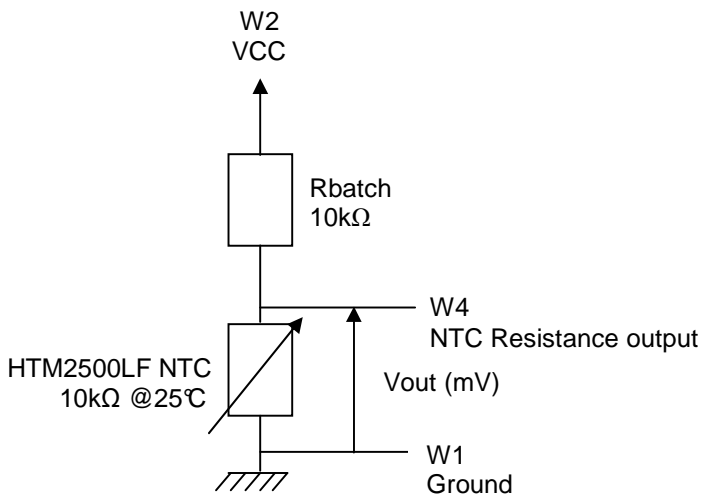 W2
VCC
Rbatch
10kΩ
W4
NTC Resistance output
HTM2500LF NTC
10kΩ @25℃
Vout (mV)
W1
Ground